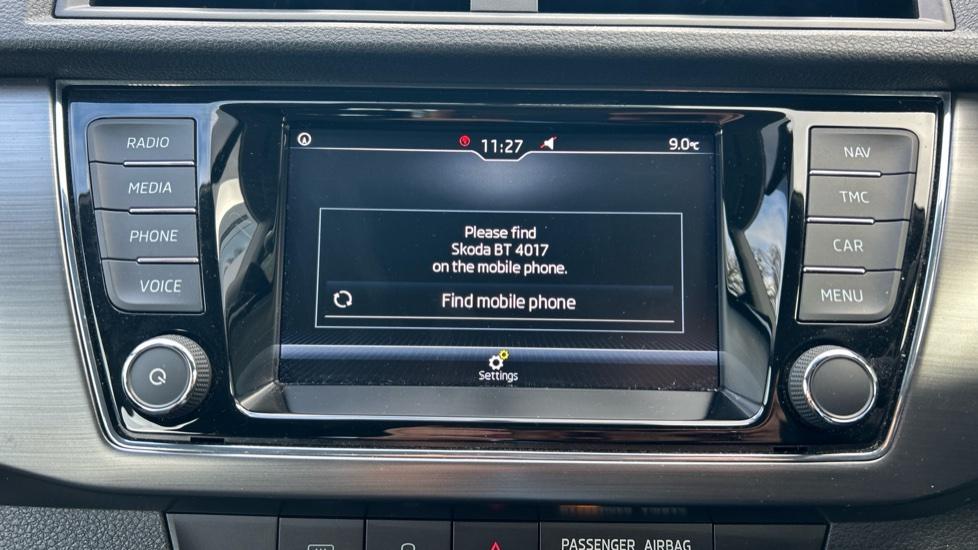 RADIO
MEDIA
PHONE
VOICE
11:27
9.0°C
Please find
Skoda BT 4017
on the mobile phone.
Find mobile phone
Settings
NAV
TMC
CAR
MENU
PASSENGER AIRBAG